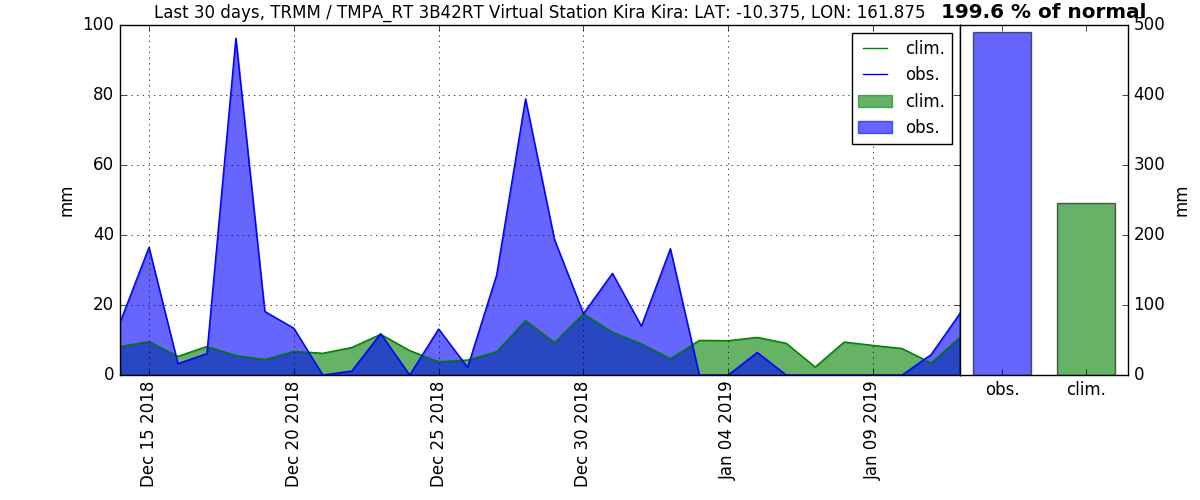 Last 30 days, TRMM / TMPA_RT 3B42RT Virtual Station Kira Kira: LAT: -10.375, LON: 161.875
199.6 % of normal
100
80
60
40
20
0
mm
clim.
obs.
clim.
obs.
500
400
300
200
100
0
mm
Dec 15 2018
Dec 20 2018
Dec 25 2018
Dec 30 2018
Jan 04 2019
Jan 09 2019
obs.
clim.